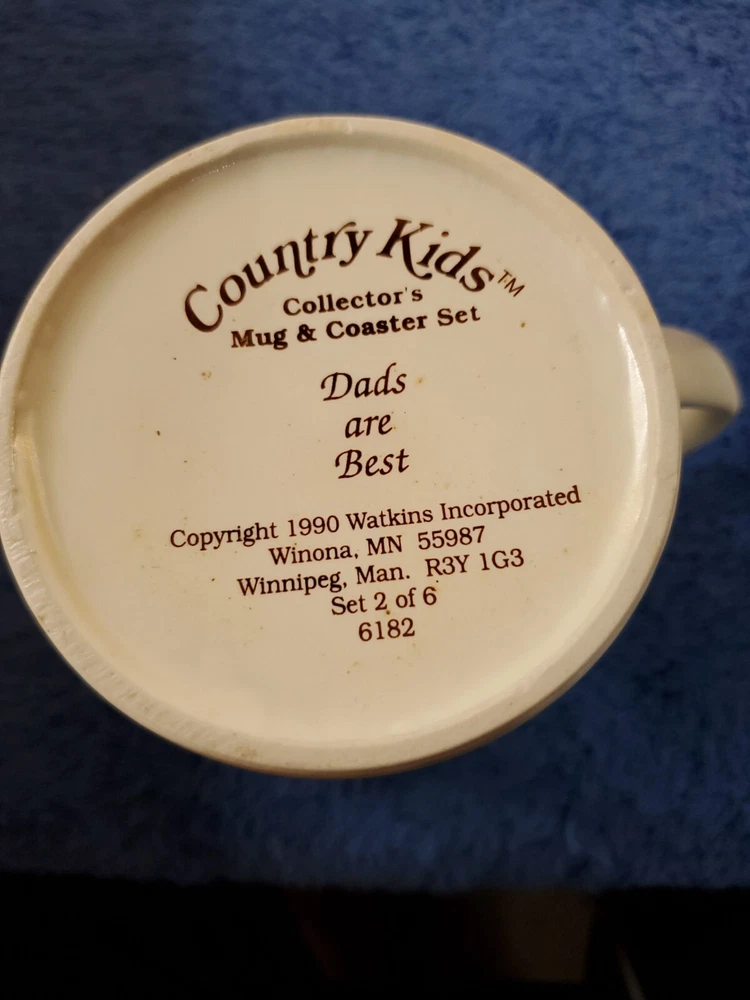 Country Kids™
Collector's
Mug & Coaster Set
Dads
are
Best
Copyright 1990 Watkins Incorporated
Winona, MN 55987
Winnipeg, Man. R3Y 1G3
Set 2 of 6
6182